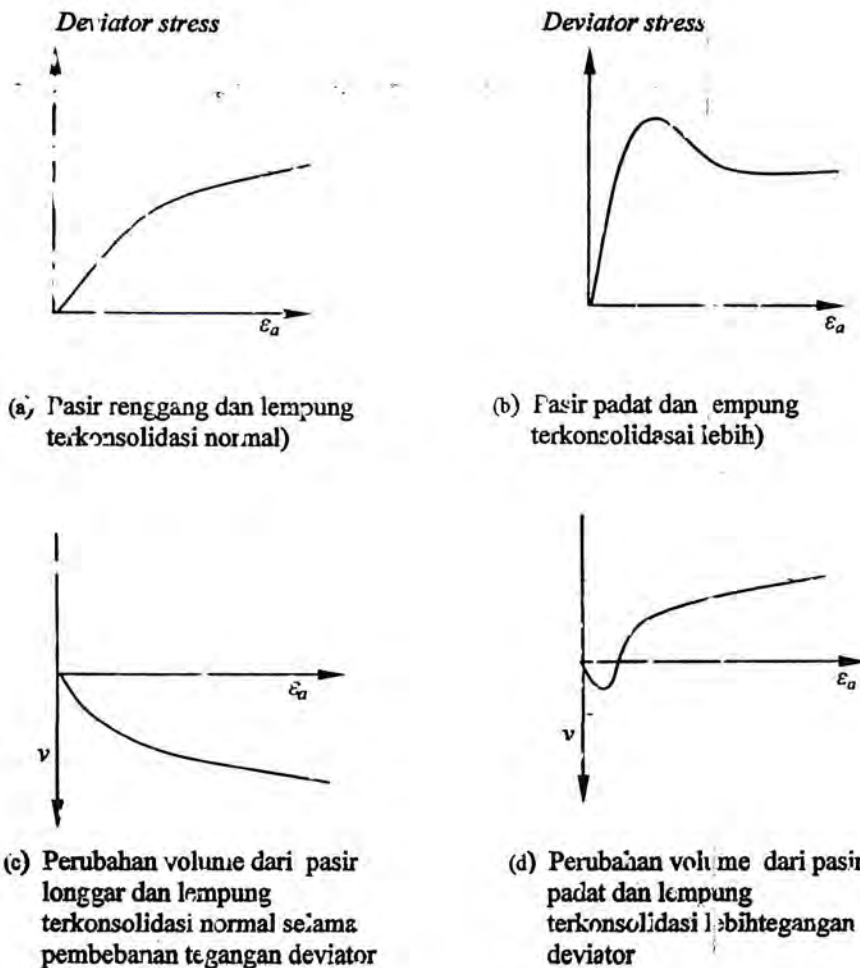 Deviator stress
εa
(a) Pasir renggang dan lempung
terkonsolidasi normal)
Deviator stress
εa
(b) Pasir padat dan empung
terkonsolidasai lebih)
εa
v
(c) Perubahan volume dari pasir
longgar dan lempung
terkonsolidasi normal selama
pembebanan tegangan deviator
εa
v
(d) Perubahan volume dari pasir
padat dan lempung
terkonsolidasi lebihtegangan
deviator